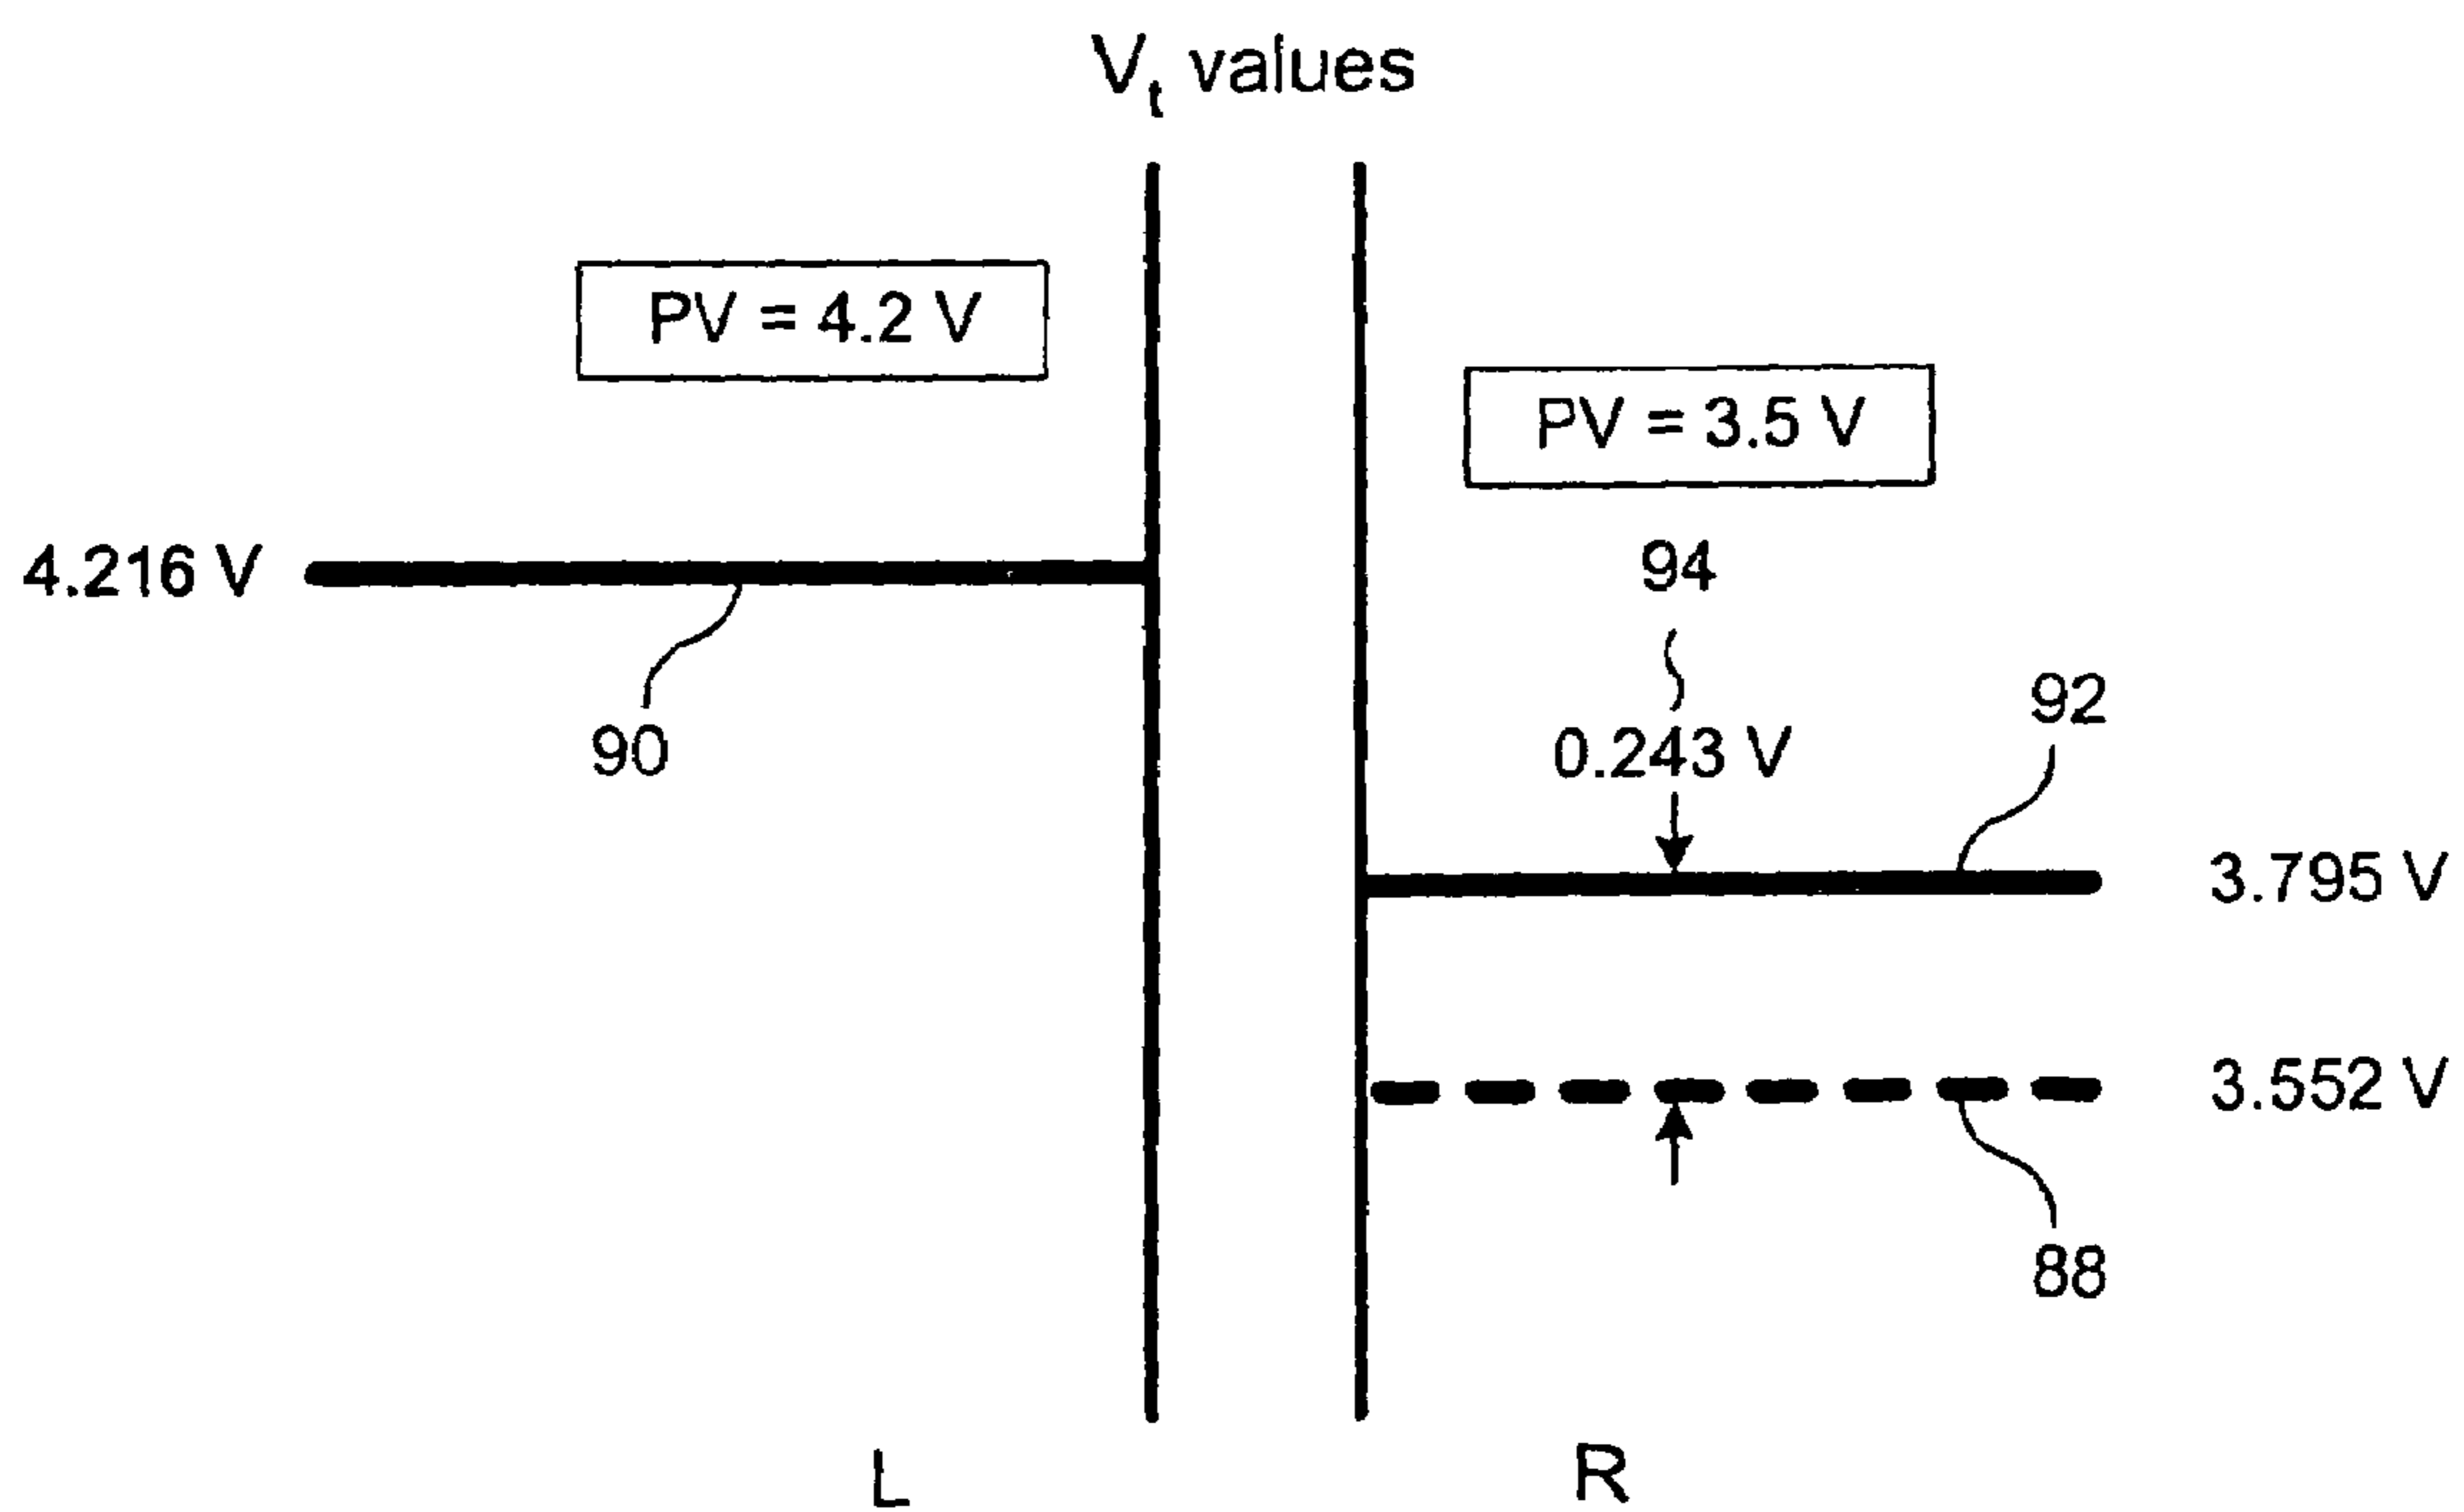 Vt values
PV = 4.2 V
PV = 3.5 V
4.216 V
94
92
90
0.243 V
3.795 V
3.552 V
88
L
R